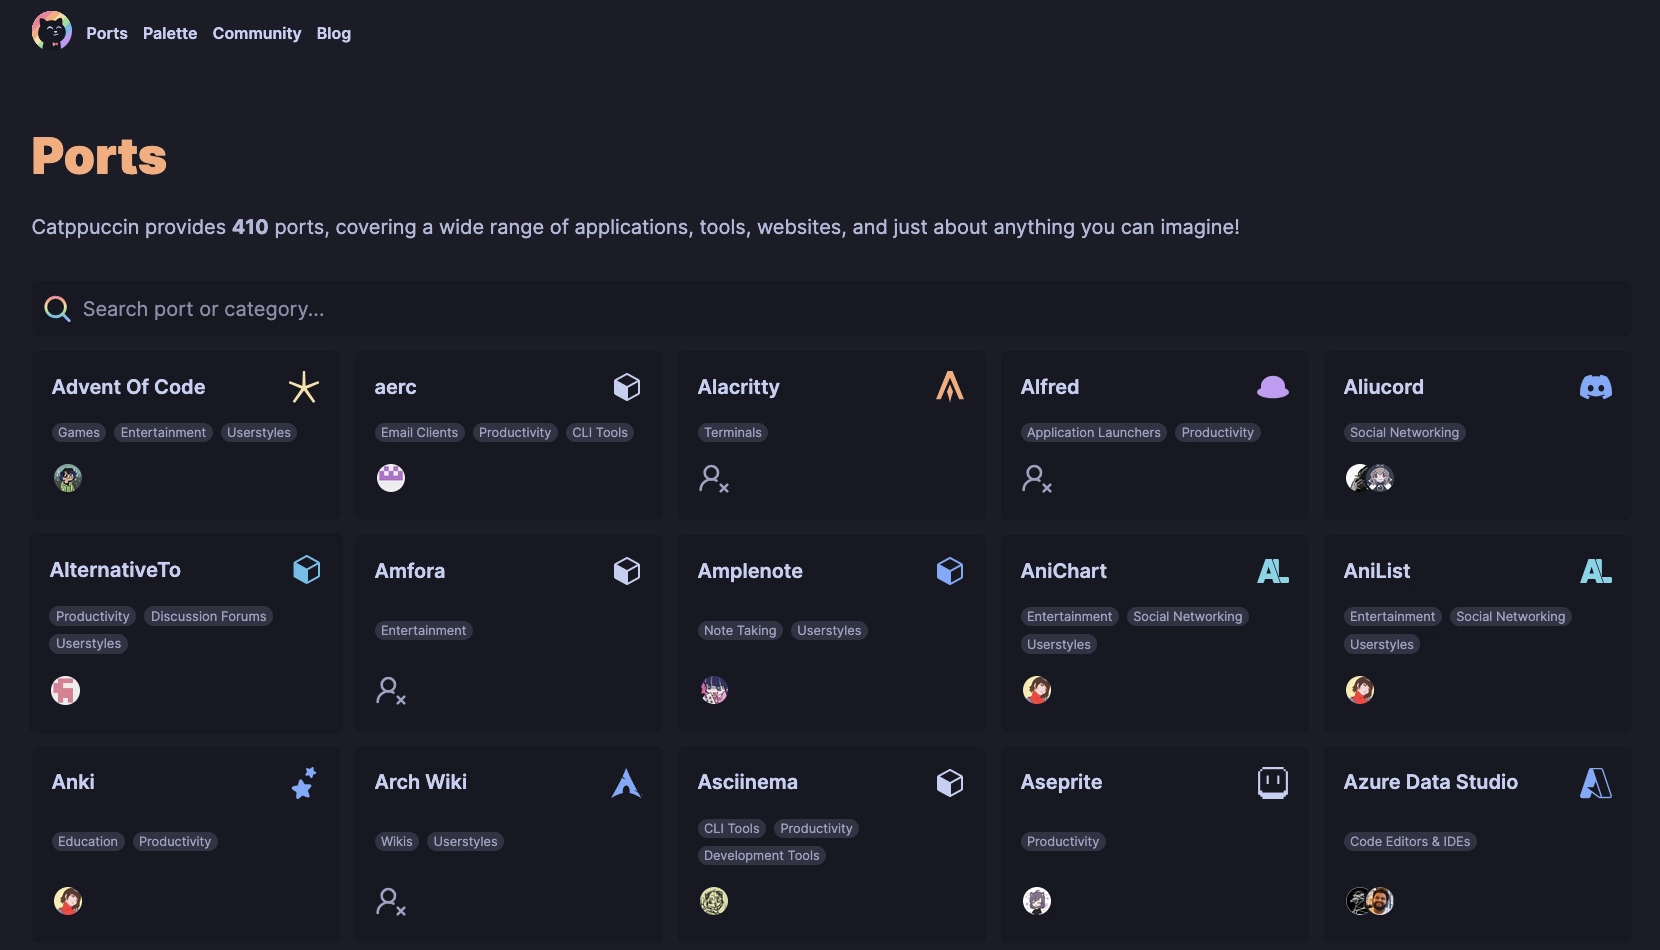 Ports Palette Community Blog
Ports
Catppuccin provides 410 ports, covering a wide range of applications, tools, websites, and just about anything you can imagine!
Search port or category...
Advent Of Code
Games Entertainment Userstyles
aerc
Email Clients Productivity CLI Tools
Alacritty
Terminals
Alfred
Application Launchers Productivity
Aliucord
Social Networking
AlternativeTo
Productivity Discussion Forums
Userstyles
Amfora
Entertainment
Amplenote
Note Taking Userstyles
AniChart
Entertainment Social Networking
Userstyles
AniList
Entertainment Social Networking
Userstyles
Anki
Education Productivity
Arch Wiki
Wikis Userstyles
Asciinema
CLI Tools Productivity
Development Tools
Aseprite
Productivity
Azure Data Studio
Code Editors & IDEs